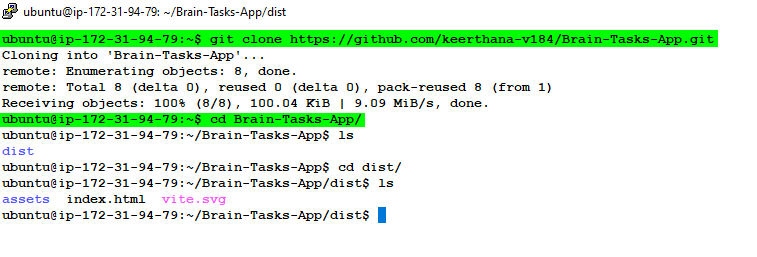 ubuntu@ip-172-31-94-79: ~/Brain-Tasks-App/dist
ubuntu@ip-172-31-94-79:~$ git clone https://github.com/keerthana-v184/Brain-Tasks-App.git
Cloning into 'Brain-Tasks-App'...
remote: Enumerating objects: 8, done.
remote: Total 8 (delta 0), reused 0 (delta 0), pack-reused 8 (from 1)
Receiving objects: 100% (8/8), 100.04 KiB | 9.09 MiB/s, done.
ubuntu@ip-172-31-94-79:~$ cd Brain-Tasks-App/
ubuntu@ip-172-31-94-79:~/Brain-Tasks-App$ ls
dist
ubuntu@ip-172-31-94-79:~/Brain-Tasks-App$ cd dist/
ubuntu@ip-172-31-94-79:~/Brain-Tasks-App/dist$ ls
assets  index.html  vite.svg
ubuntu@ip-172-31-94-79:~/Brain-Tasks-App/dist$